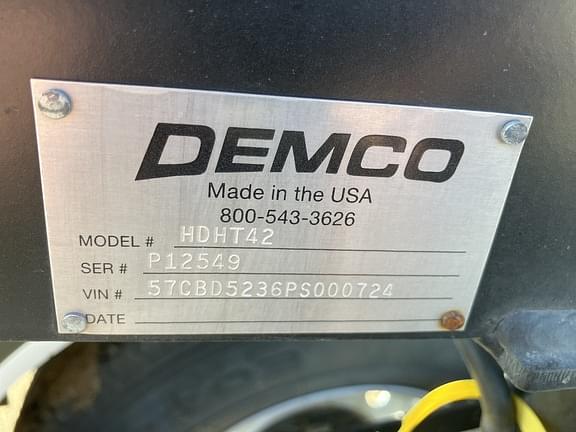 DEMCO
Made in the USA
800-543-3626
MODEL # HDHT42
SER # P12549
VIN # 57CBD5236PS000724
DATE